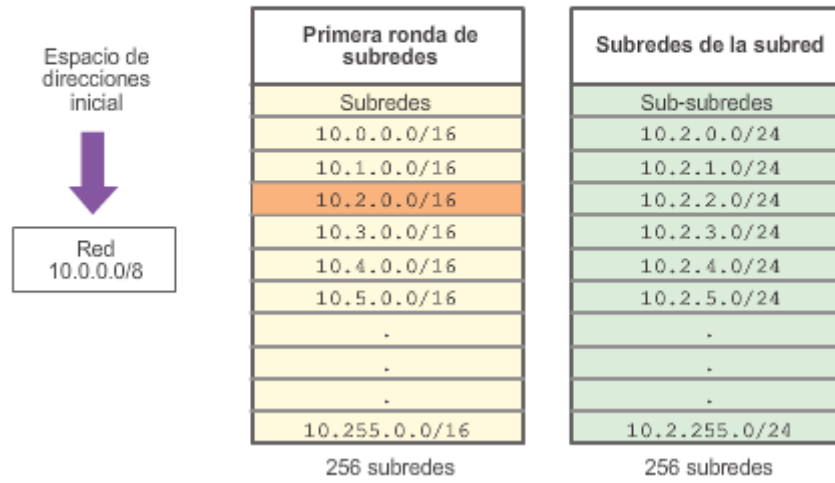 Espacio de
direcciones
inicial
Red
10.0.0.0/8
Primera ronda de
subredes
Subredes
10.0.0.0/16
10.1.0.0/16
10.2.0.0/16
10.3.0.0/16
10.4.0.0/16
10.5.0.0/16
.
.
.
10.255.0.0/16
256 subredes
Subredes de la subred
Sub-subredes
10.2.0.0/24
10.2.1.0/24
10.2.2.0/24
10.2.3.0/24
10.2.4.0/24
10.2.5.0/24
.
.
.
10.2.255.0/24
256 subredes